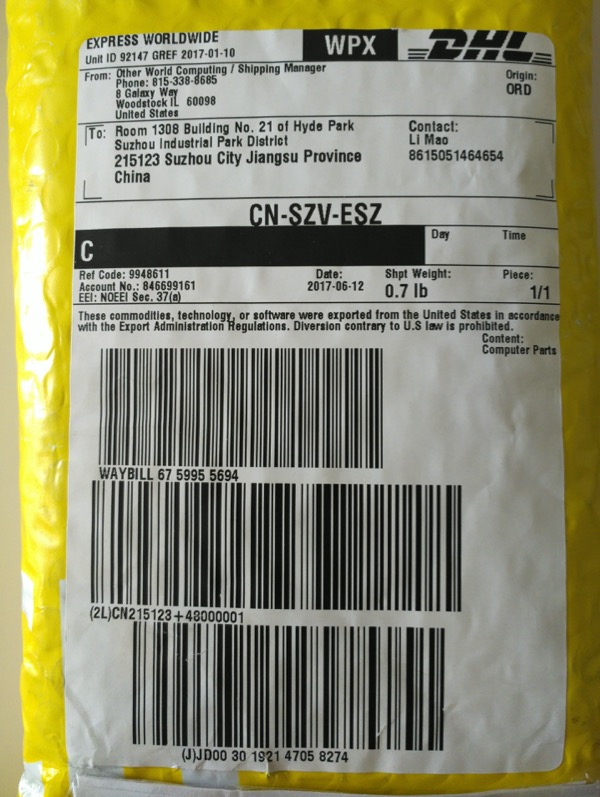 EXPRESS WORLDWIDE
Unit ID 92147 GREF 2017-01-10
WPX
DHL
From: Other World Computing / Shipping Manager
Phone: 815-338-8685
8 Galaxy Way
Woodstock IL 60098
United States
Origin:
ORD
To: Room 1308 Building No. 21 of Hyde Park
Suzhou Industrial Park District
215123 Suzhou City Jiangsu Province
China
Contact:
Li Mao
8615051464654
CN-SZV-ESZ
C
Day Time
Ref Code: 9948611
Account No.: 846699161
EEI: NOEEI Sec. 37(a)
Date:
2017-06-12
Shpt Weight:
0.7 lb
Piece:
1/1
These commodities, technology, or software were exported from the United States in accordance
with the Export Administration Regulations. Diversion contrary to U.S law is prohibited.
Content:
Computer Parts
WAYBILL 67 5995 5694
(2L)CN215123+48000001
(J)JD00 30 1921 4705 8274